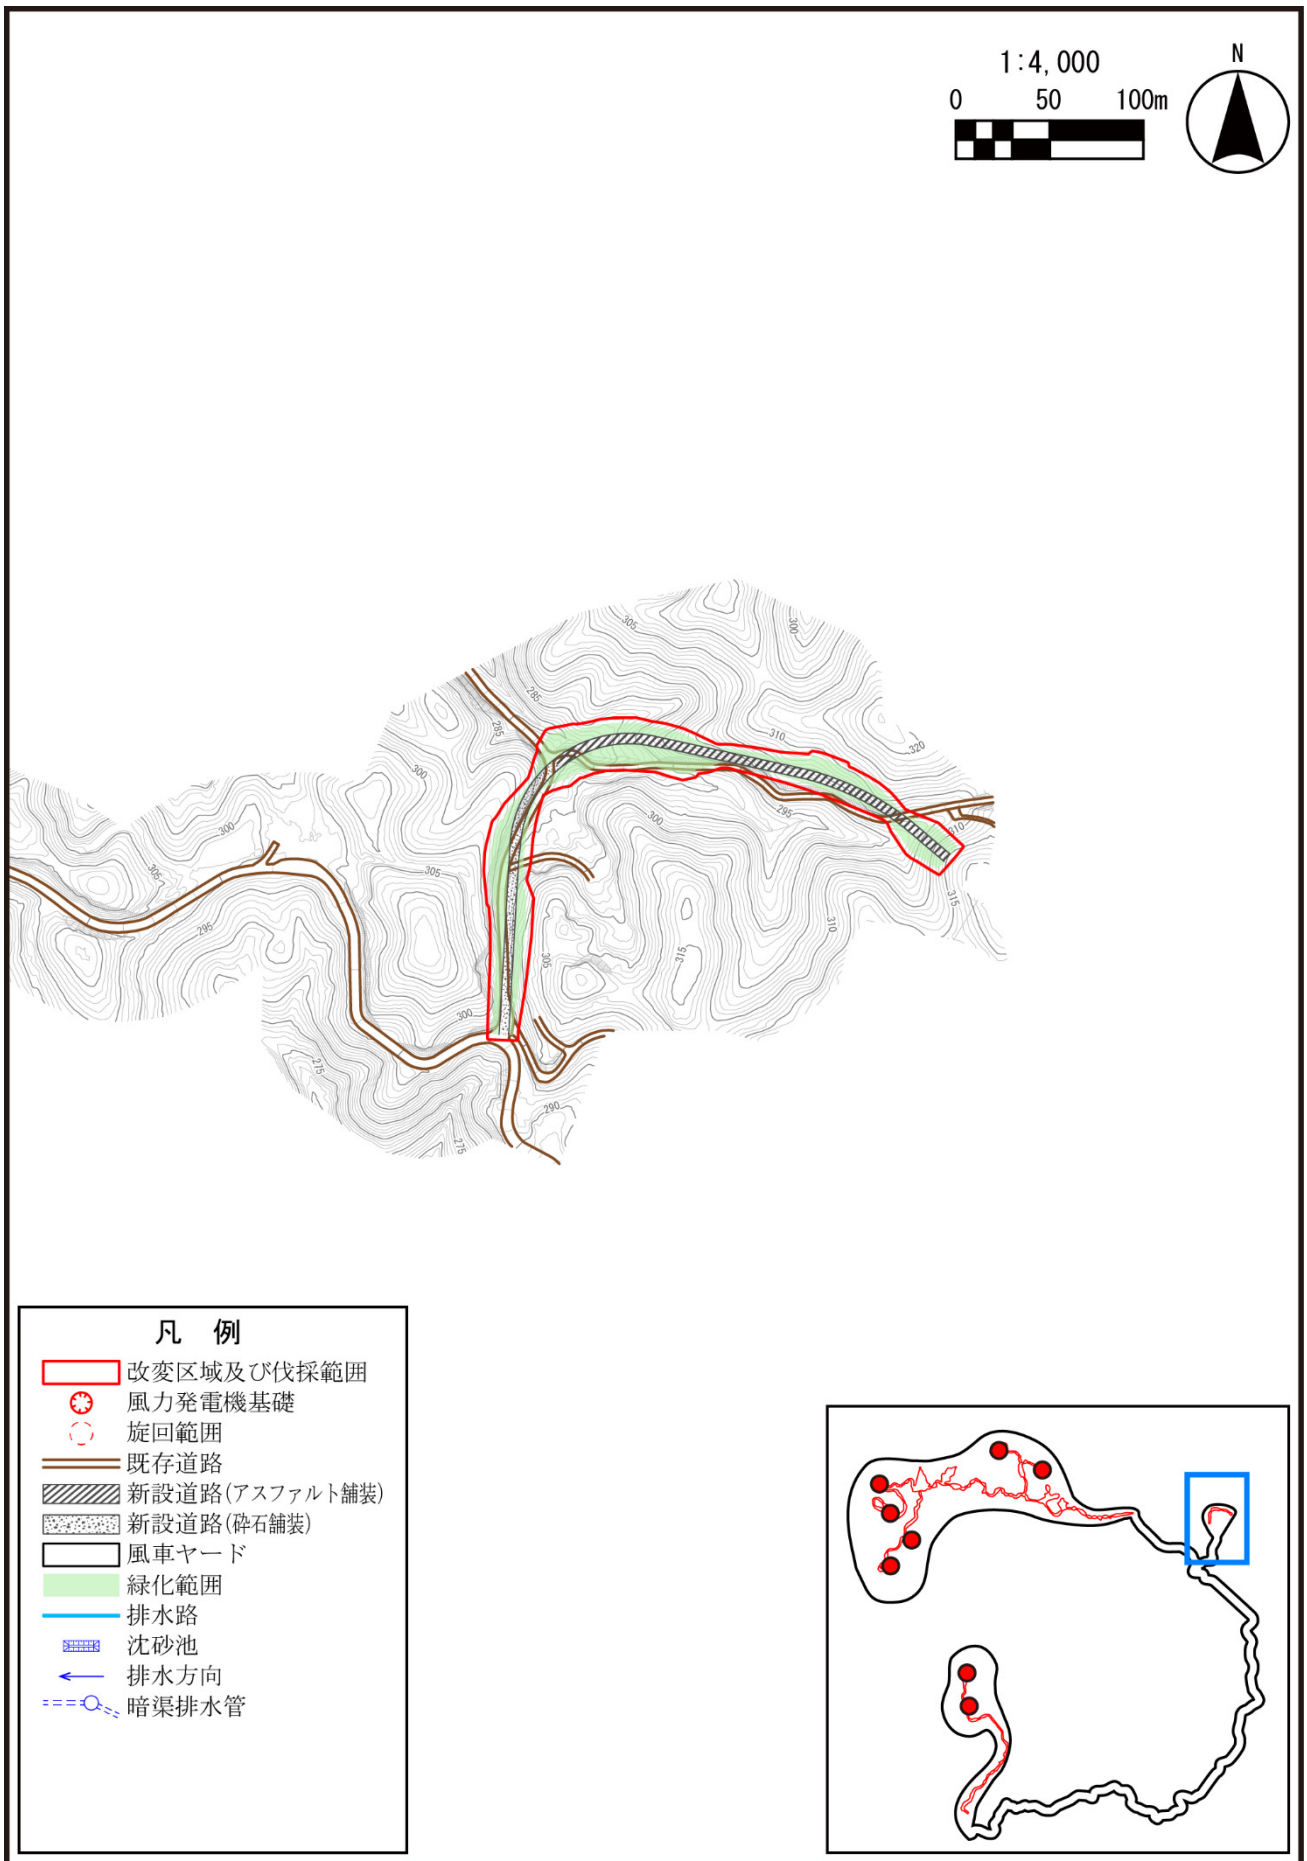 1:4,000
0 50 100m
N
305
300
285
285
310
320
300
300
305
305
295
300
295
310
315
310
315
305
300
275
290
275
凡 例
改変区域及び伐採範囲
風力発電機基礎
旋回範囲
既存道路
新設道路(アスファルト舗装)
新設道路(砕石舗装)
風車ヤード
緑化範囲
排水路
沈砂池
排水方向
暗渠排水管